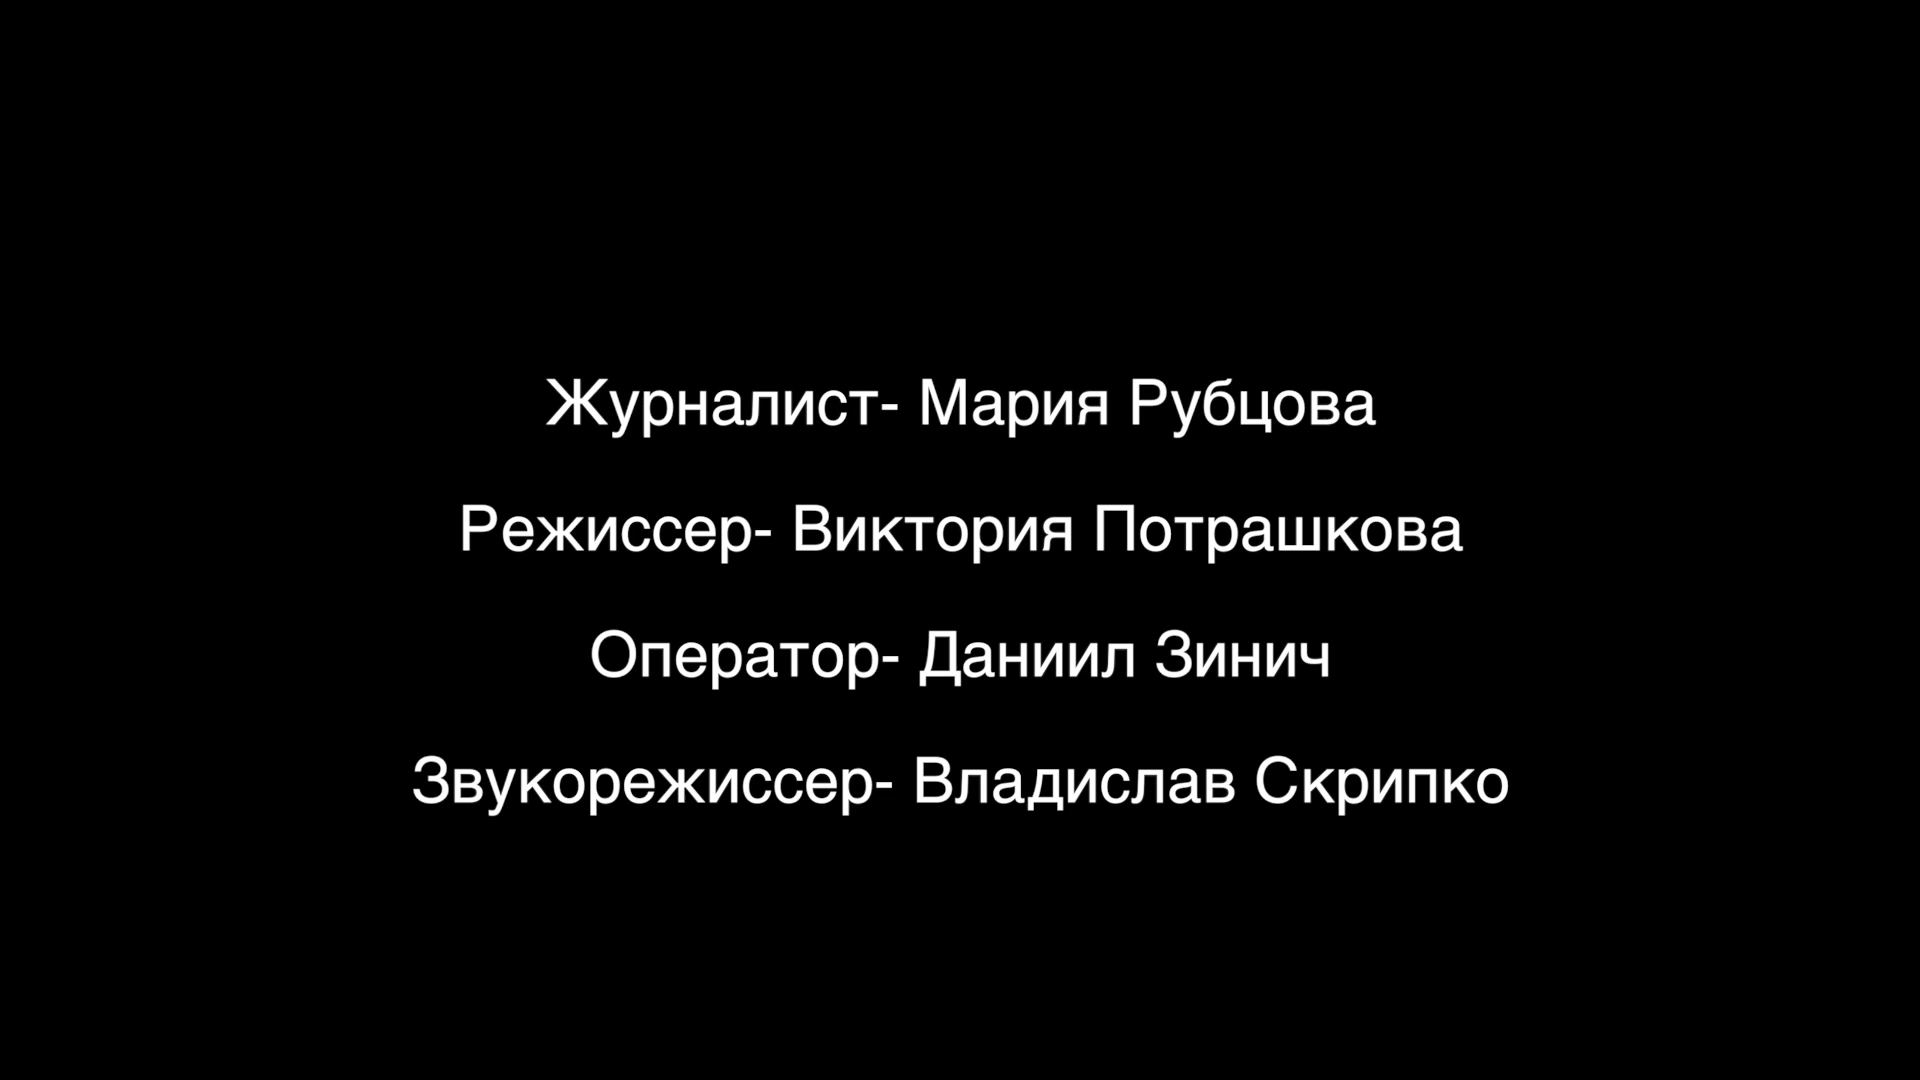 Журналист- Мария Рубцова
Режиссер- Виктория Потрашкова
Оператор- Даниил Зинич
Звукорежиссер- Владислав Скрипко